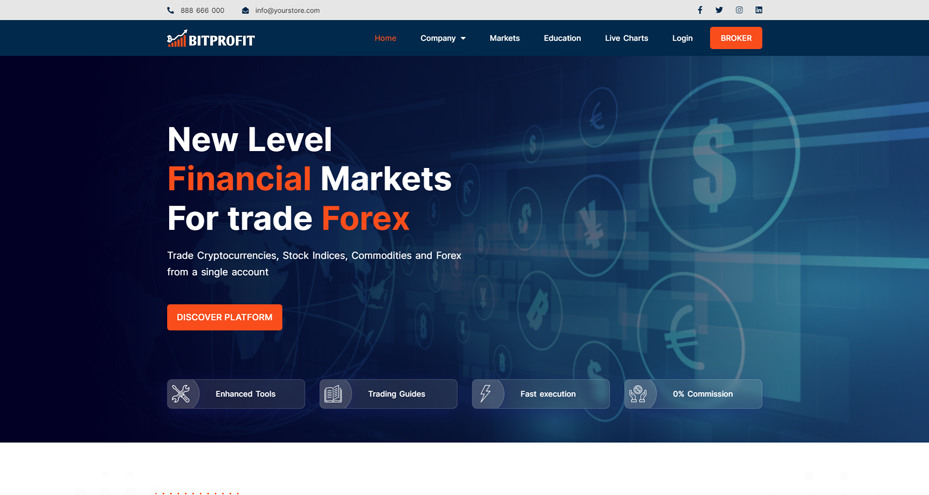 888 666 000 info@yourstore.com
BITPROFIT Home Company Markets Education Live Charts Login BROKER
New Level
Financial Markets
For trade Forex
Trade Cryptocurrencies, Stock Indices, Commodities and Forex
from a single account
DISCOVER PLATFORM
Enhanced Tools Trading Guides Fast execution 0% Commission